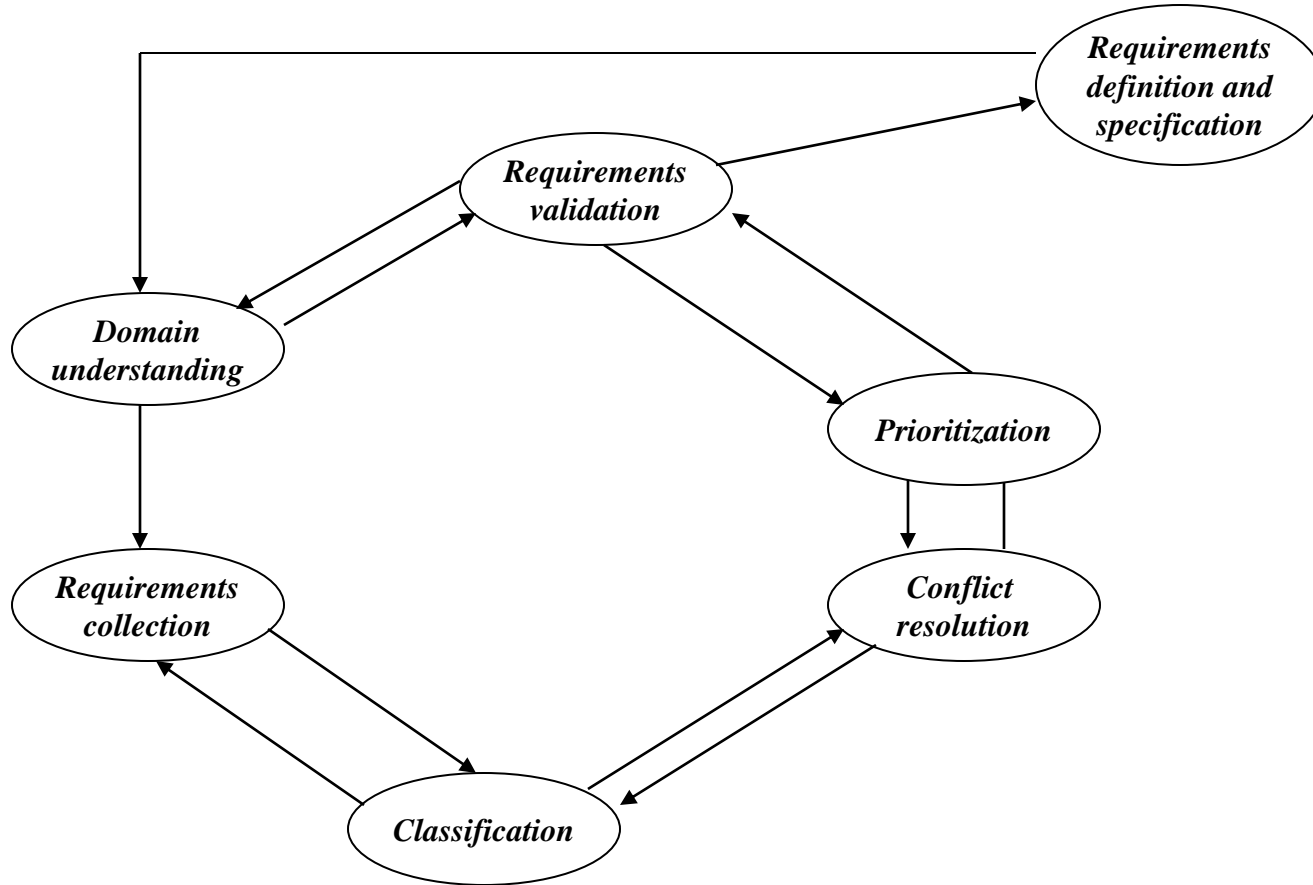 Requirements
definition and
specification
Requirements
validation
Domain
understanding
Prioritization
Requirements
collection
Conflict
resolution
Classification